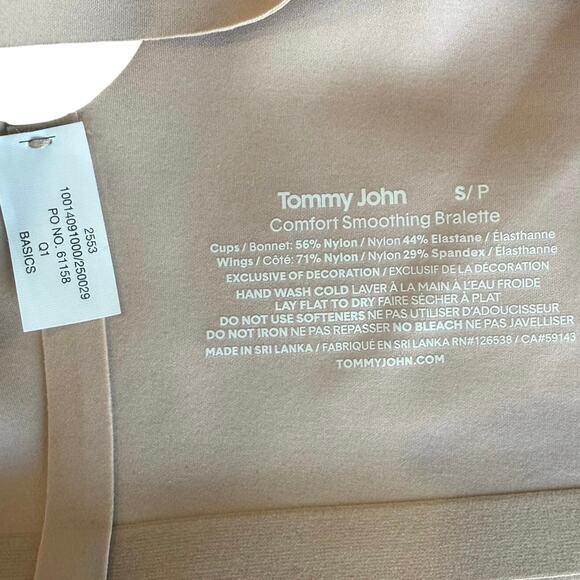 Tommy John S/P
Comfort Smoothing Bralette
Cups / Bonnet: 56% Nylon / Nylon 44% Elastane / Élasthanne
Wings / Côté: 71% Nylon / Nylon 29% Spandex / Élasthanne
EXCLUSIVE OF DECORATION / EXCLUSIF DE LA DÉCORATION
HAND WASH COLD LAVER À LA MAIN À L'EAU FROIDE
LAY FLAT TO DRY FAIRE SÉCHER À PLAT
DO NOT USE SOFTENERS NE PAS UTILISER D'ADOUCISSEUR
DO NOT IRON NE PAS REPASSER NO BLEACH NE PAS JAVELLISER
MADE IN SRI LANKA / FABRIQUÉ EN SRI LANKA RN#126538 / CA#59143
TOMMYJOHN.COM
2553
10014091000/250029
PO NO. 61158
Q1
BASICS